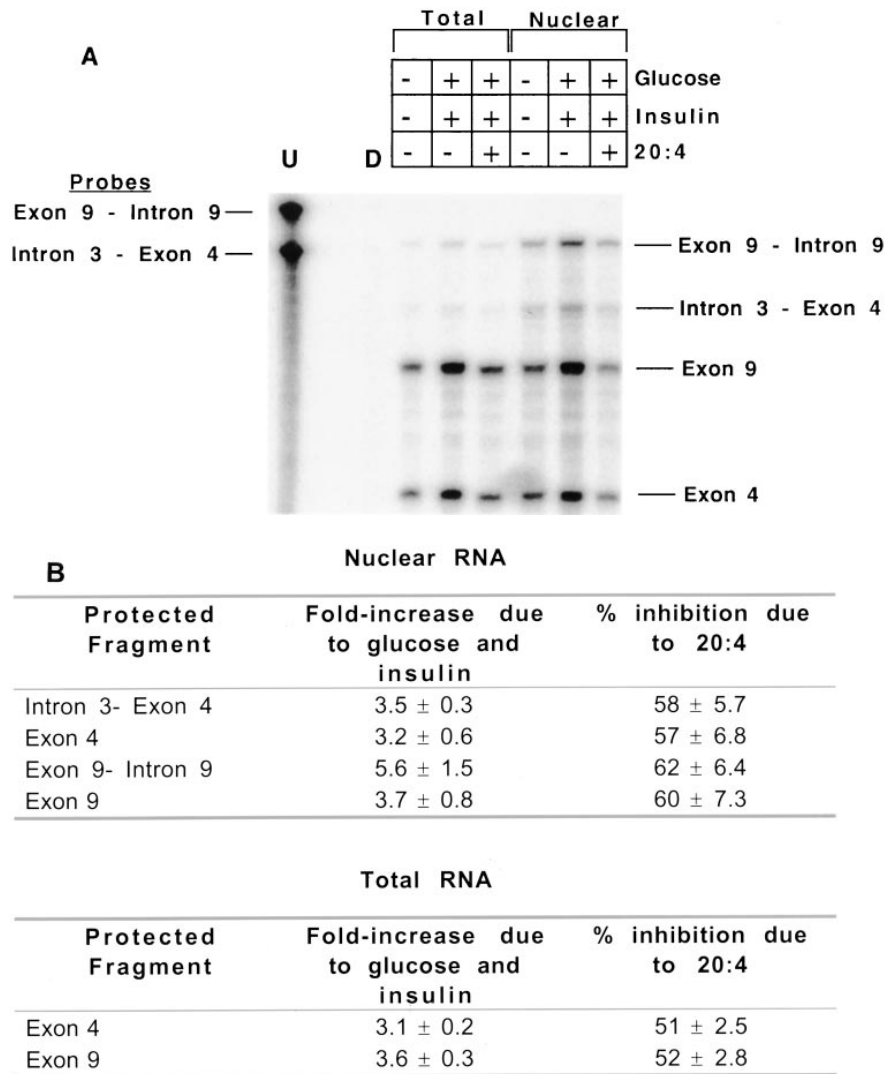 Total Nuclear
A
- + + - + + Glucose
- + + - + + Insulin
- - + - - + 20:4
U D
Probes
Exon 9 - Intron 9
Intron 3 - Exon 4
Exon 9 - Intron 9
Intron 3 - Exon 4
Exon 9
Exon 4
B
Nuclear RNA
Protected Fold-increase due % inhibition due
Fragment to glucose and to 20:4
insulin
Intron 3- Exon 4 3.5 ± 0.3 58 ± 5.7
Exon 4 3.2 ± 0.6 57 ± 6.8
Exon 9- Intron 9 5.6 ± 1.5 62 ± 6.4
Exon 9 3.7 ± 0.8 60 ± 7.3
Total RNA
Protected Fold-increase due % inhibition due
Fragment to glucose and to 20:4
insulin
Exon 4 3.1 ± 0.2 51 ± 2.5
Exon 9 3.6 ± 0.3 52 ± 2.8